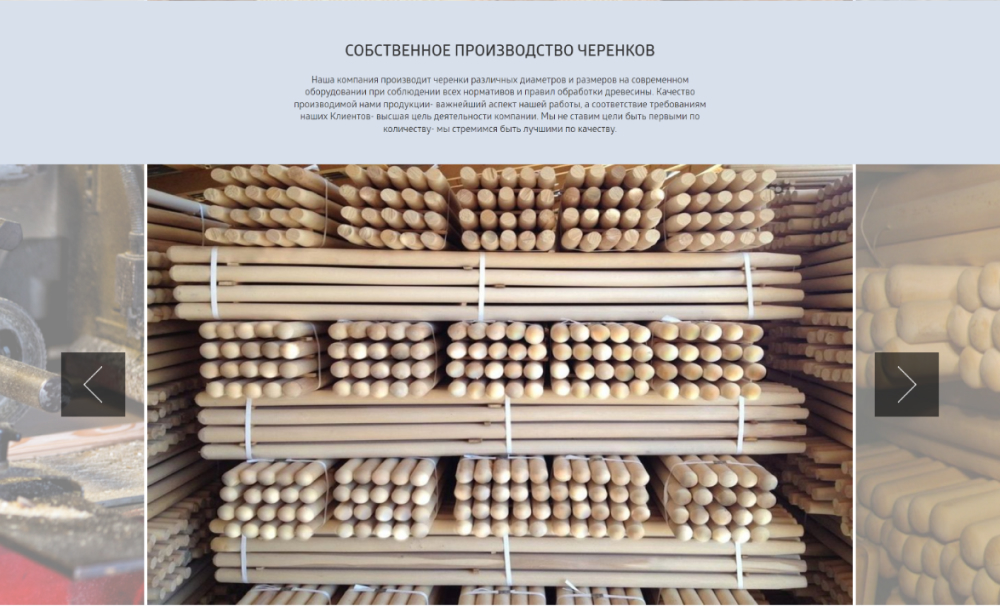 СОБСТВЕННОЕ ПРОИЗВОДСТВО ЧЕРЕНКОВ
Наша компания производит черенки различных диаметров и размеров на современном
оборудовании при соблюдении всех нормативов и правил обработки древесины. Качество
производимой нами продукции- важнейший аспект нашей работы, а соответствие требованиям
наших Клиентов- высшая цель деятельности компании. Мы не ставим цели быть первыми по
количеству- мы стремимся быть лучшими по качеству.